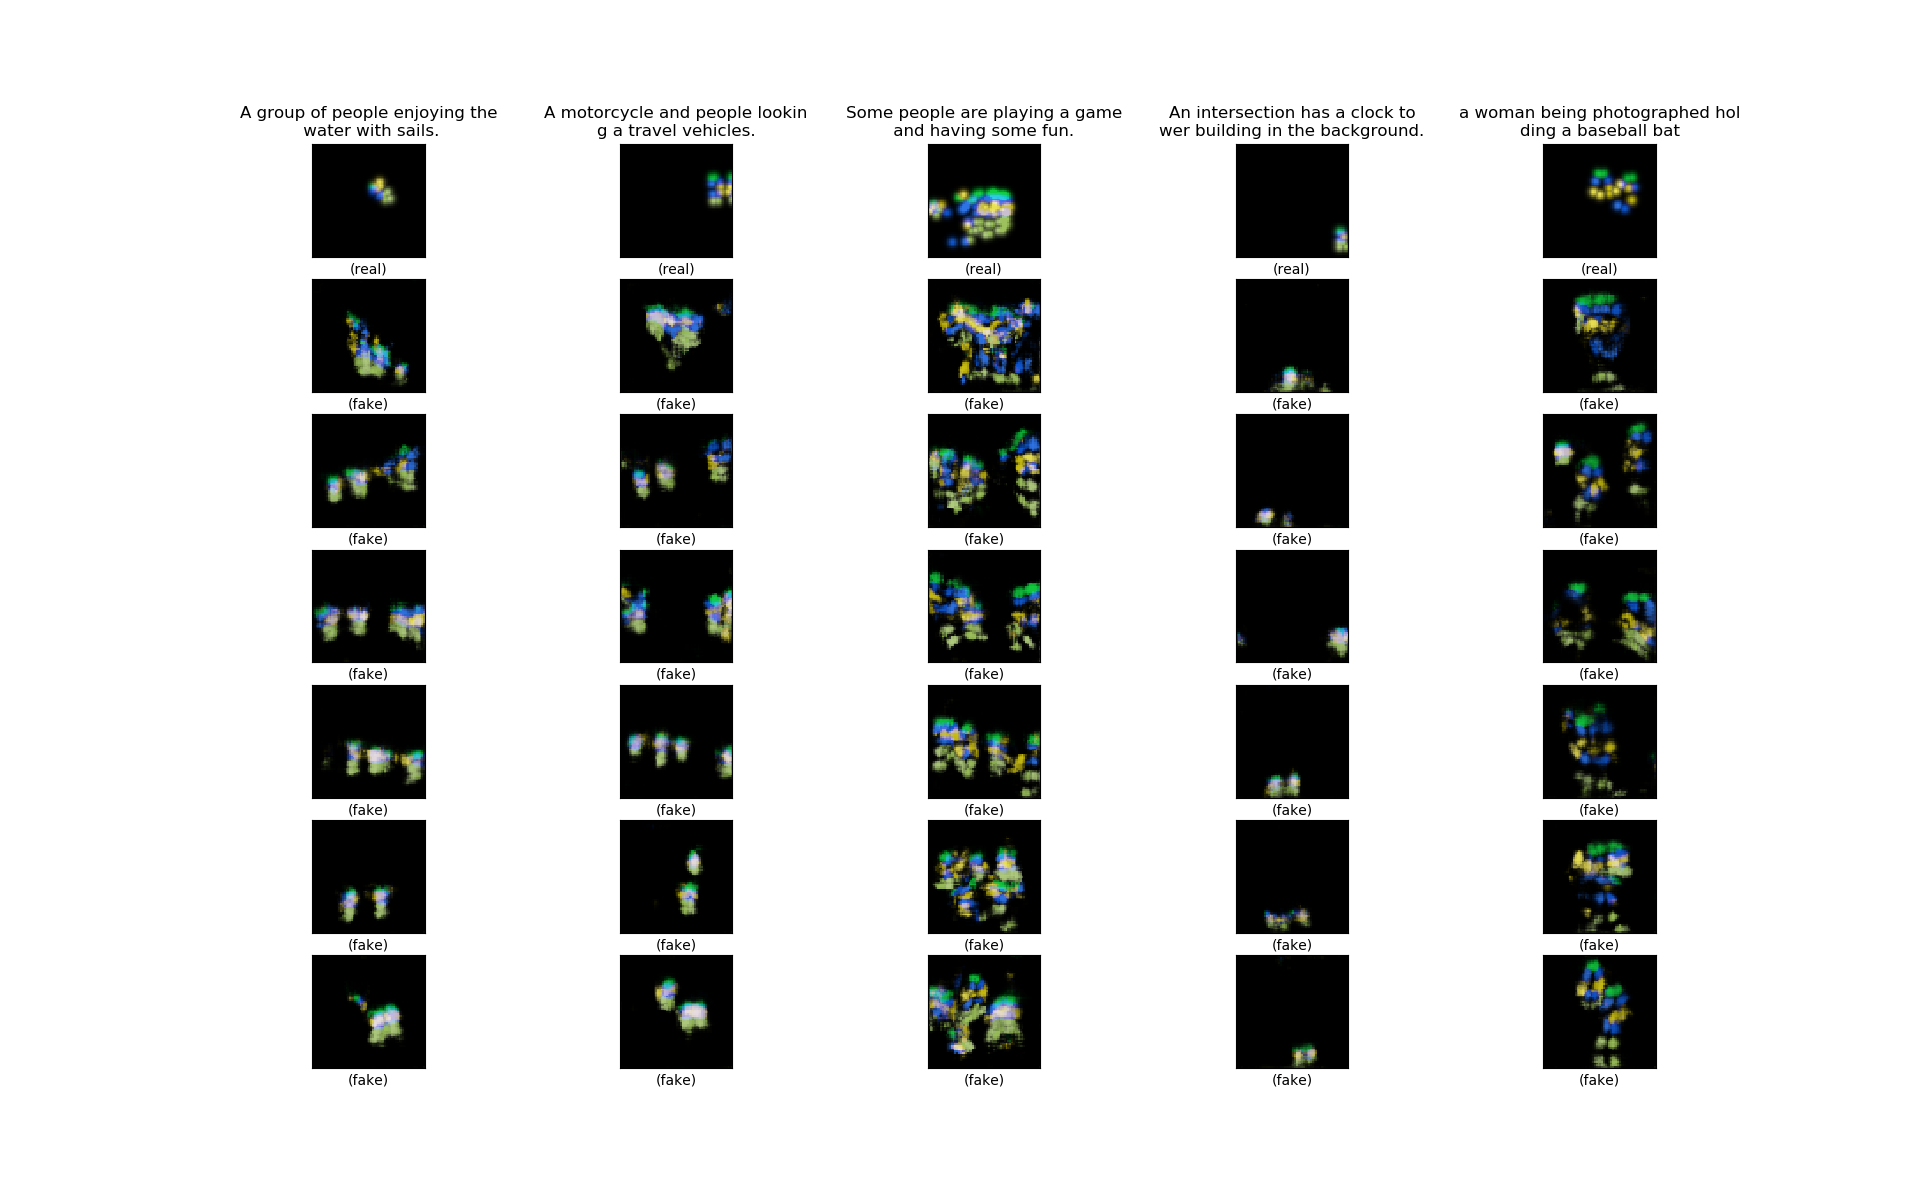 A group of people enjoying the
water with sails.
A motorcycle and people lookin
g a travel vehicles.
Some people are playing a game
and having some fun.
An intersection has a clock to
wer building in the background.
a woman being photographed hol
ding a baseball bat
(real) (real) (real) (real) (real)
(fake) (fake) (fake) (fake) (fake)
(fake) (fake) (fake) (fake) (fake)
(fake) (fake) (fake) (fake) (fake)
(fake) (fake) (fake) (fake) (fake)
(fake) (fake) (fake) (fake) (fake)
(fake) (fake) (fake) (fake) (fake)